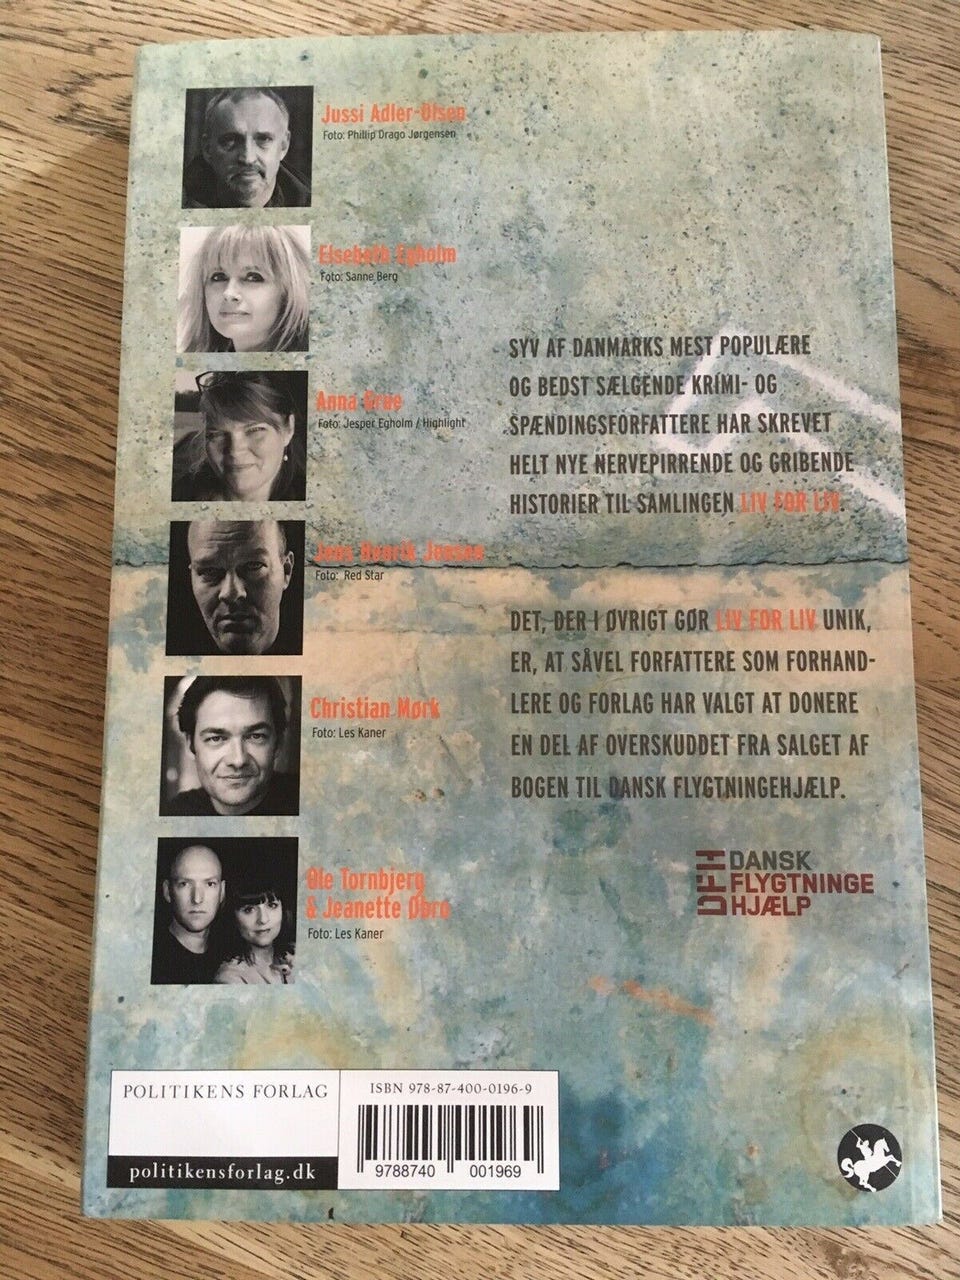 Jussi Adler-Olsen
Foto: Phillip Drago Jørgensen
Elsebeth Egholm
Foto: Sanne Berg
Anna Grue
Foto: Jesper Egholm / Highlight
Jens Henrik Jensen
Foto: Red Star
Christian Mørk
Foto: Les Kaner
Ole Tornbjerg
& Jeanette Øbro
Foto: Les Kaner
SYV AF DANMARKS MEST POPULÆRE
OG BEDST SÆLGENDE KRIMI- OG
SPÆNDINGSFORFATTERE HAR SKREVET
HELT NYE NERVEPIRRENDE OG GRIBENDE
HISTORIER TIL SAMLINGEN LIV FOR LIV.
DET, DER I ØVRIGT GØR LIV FOR LIV UNIK,
ER, AT SÅVEL FORFATTERE SOM FORHAND-
LERE OG FORLAG HAR VALGT AT DONERE
EN DEL AF OVERSKUDDET FRA SALGET AF
BOGEN TIL DANSK FLYGTNINGEHJÆLP.
DFH
DANSK
FLYGTNINGE
HJÆLP
POLITIKENS FORLAG
politikensforlag.dk
ISBN 978-87-400-0196-9
9788740 001969